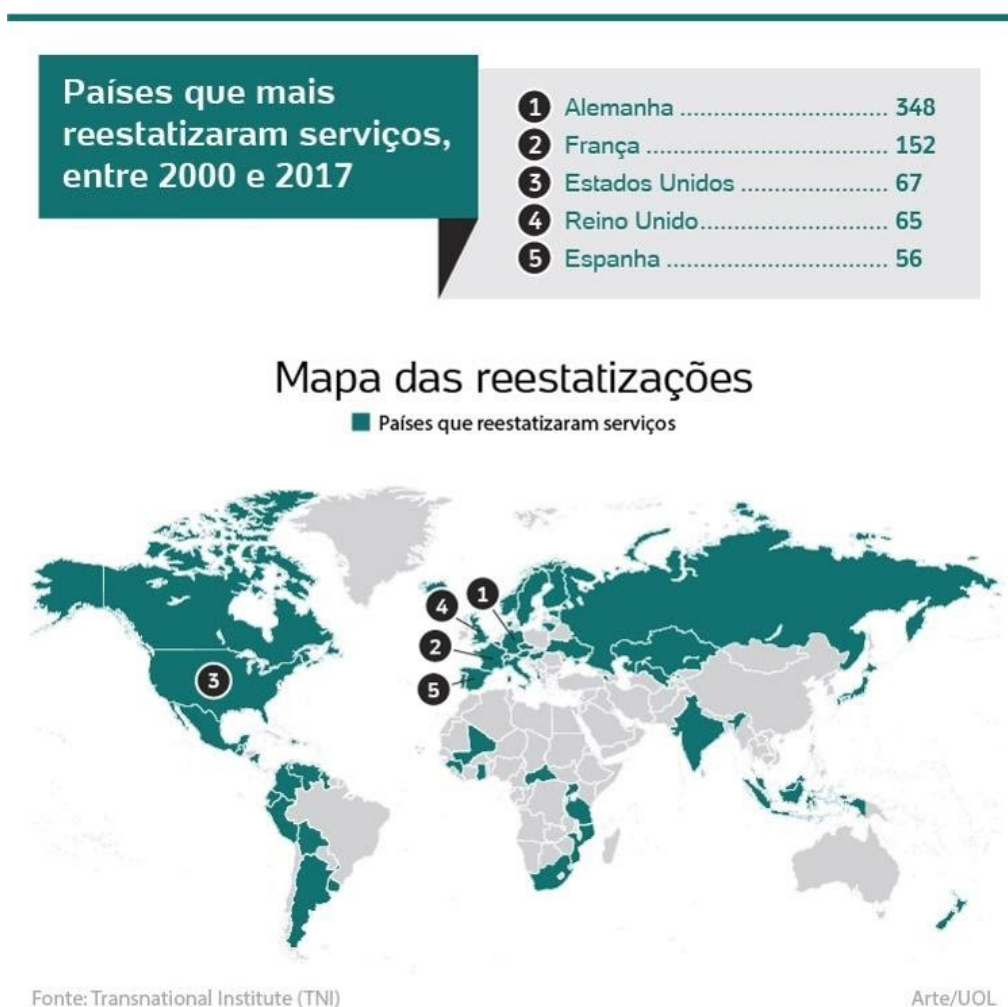 Países que mais
reestatizaram serviços,
entre 2000 e 2017
1 Alemanha .............................. 348
2 França .................................. 152
3 Estados Unidos ..................... 67
4 Reino Unido........................... 65
5 Espanha ................................ 56
Mapa das reestatizações
Países que reestatizaram serviços
1
4
2
3
5
Fonte: Transnational Institute (TNI)
Arte/UOL